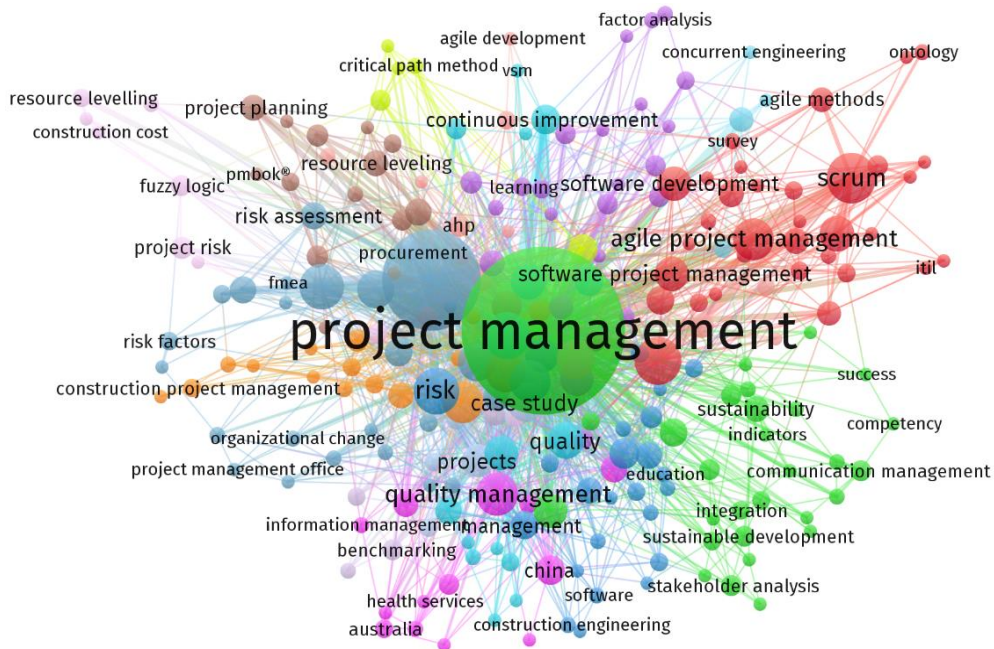 factor analysis
agile development
concurrent engineering
ontology
critical path method
vsm
resource levelling
project planning
agile methods
construction cost
continuous improvement
survey
resource leveling
pmbok®
fuzzy logic
learning
software development
scrum
risk assessment
ahp
project risk
procurement
agile project management
fmea
software project management
itil
project management
risk factors
construction project management
risk
case study
success
sustainability
competency
organizational change
quality
indicators
project management office
projects
education
communication management
quality management
integration
information management
management
sustainable development
benchmarking
china
stakeholder analysis
health services
software
australia
construction engineering